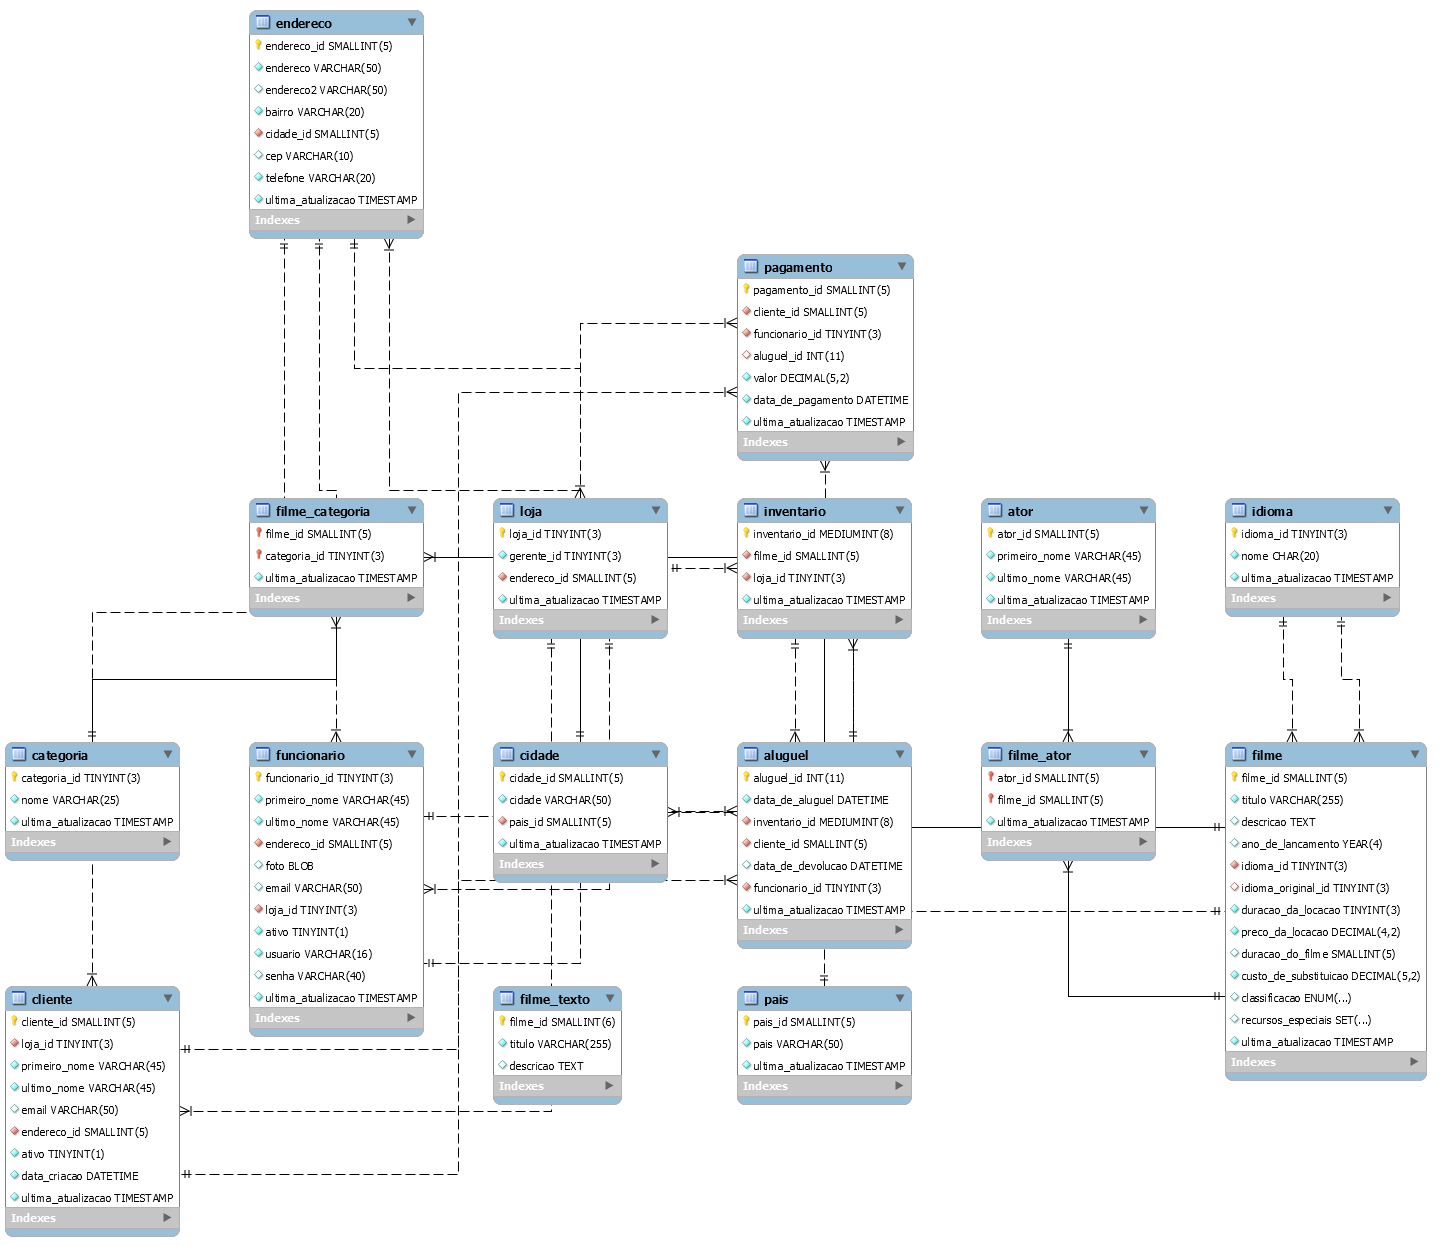 endereco
endereco_id SMALLINT(5)
endereco VARCHAR(50)
endereco2 VARCHAR(50)
bairro VARCHAR(20)
cidade_id SMALLINT(5)
cep VARCHAR(10)
telefone VARCHAR(20)
ultima_atualizacao TIMESTAMP
Indexes
pagamento
pagamento_id SMALLINT(5)
cliente_id SMALLINT(5)
funcionario_id TINYINT(3)
aluguel_id INT(11)
valor DECIMAL(5,2)
data_de_pagamento DATETIME
ultima_atualizacao TIMESTAMP
Indexes
filme_categoria
filme_id SMALLINT(5)
categoria_id TINYINT(3)
ultima_atualizacao TIMESTAMP
Indexes
loja
loja_id TINYINT(3)
gerente_id TINYINT(3)
endereco_id SMALLINT(5)
ultima_atualizacao TIMESTAMP
Indexes
inventario
inventario_id MEDIUMINT(8)
filme_id SMALLINT(5)
loja_id TINYINT(3)
ultima_atualizacao TIMESTAMP
Indexes
ator
ator_id SMALLINT(5)
primeiro_nome VARCHAR(45)
ultimo_nome VARCHAR(45)
ultima_atualizacao TIMESTAMP
Indexes
idioma
idioma_id TINYINT(3)
nome CHAR(20)
ultima_atualizacao TIMESTAMP
Indexes
categoria
categoria_id TINYINT(3)
nome VARCHAR(25)
ultima_atualizacao TIMESTAMP
Indexes
funcionario
funcionario_id TINYINT(3)
primeiro_nome VARCHAR(45)
ultimo_nome VARCHAR(45)
endereco_id SMALLINT(5)
foto BLOB
email VARCHAR(50)
loja_id TINYINT(3)
ativo TINYINT(1)
usuario VARCHAR(16)
senha VARCHAR(40)
ultima_atualizacao TIMESTAMP
Indexes
cidade
cidade_id SMALLINT(5)
cidade VARCHAR(50)
pais_id SMALLINT(5)
ultima_atualizacao TIMESTAMP
Indexes
aluguel
aluguel_id INT(11)
data_de_aluguel DATETIME
inventario_id MEDIUMINT(8)
cliente_id SMALLINT(5)
data_de_devolucao DATETIME
funcionario_id TINYINT(3)
ultima_atualizacao TIMESTAMP
Indexes
filme_ator
ator_id SMALLINT(5)
filme_id SMALLINT(5)
ultima_atualizacao TIMESTAMP
Indexes
filme
filme_id SMALLINT(5)
titulo VARCHAR(255)
descricao TEXT
ano_de_lancamento YEAR(4)
idioma_id TINYINT(3)
idioma_original_id TINYINT(3)
duracao_da_locacao TINYINT(3)
preco_da_locacao DECIMAL(4,2)
duracao_do_filme SMALLINT(5)
custo_de_substituicao DECIMAL(5,2)
classificacao ENUM(...)
recursos_especiais SET(...)
ultima_atualizacao TIMESTAMP
Indexes
cliente
cliente_id SMALLINT(5)
loja_id TINYINT(3)
primeiro_nome VARCHAR(45)
ultimo_nome VARCHAR(45)
email VARCHAR(50)
endereco_id SMALLINT(5)
ativo TINYINT(1)
data_criacao DATETIME
ultima_atualizacao TIMESTAMP
Indexes
filme_texto
filme_id SMALLINT(6)
titulo VARCHAR(255)
descricao TEXT
Indexes
pais
pais_id SMALLINT(5)
pais VARCHAR(50)
ultima_atualizacao TIMESTAMP
Indexes